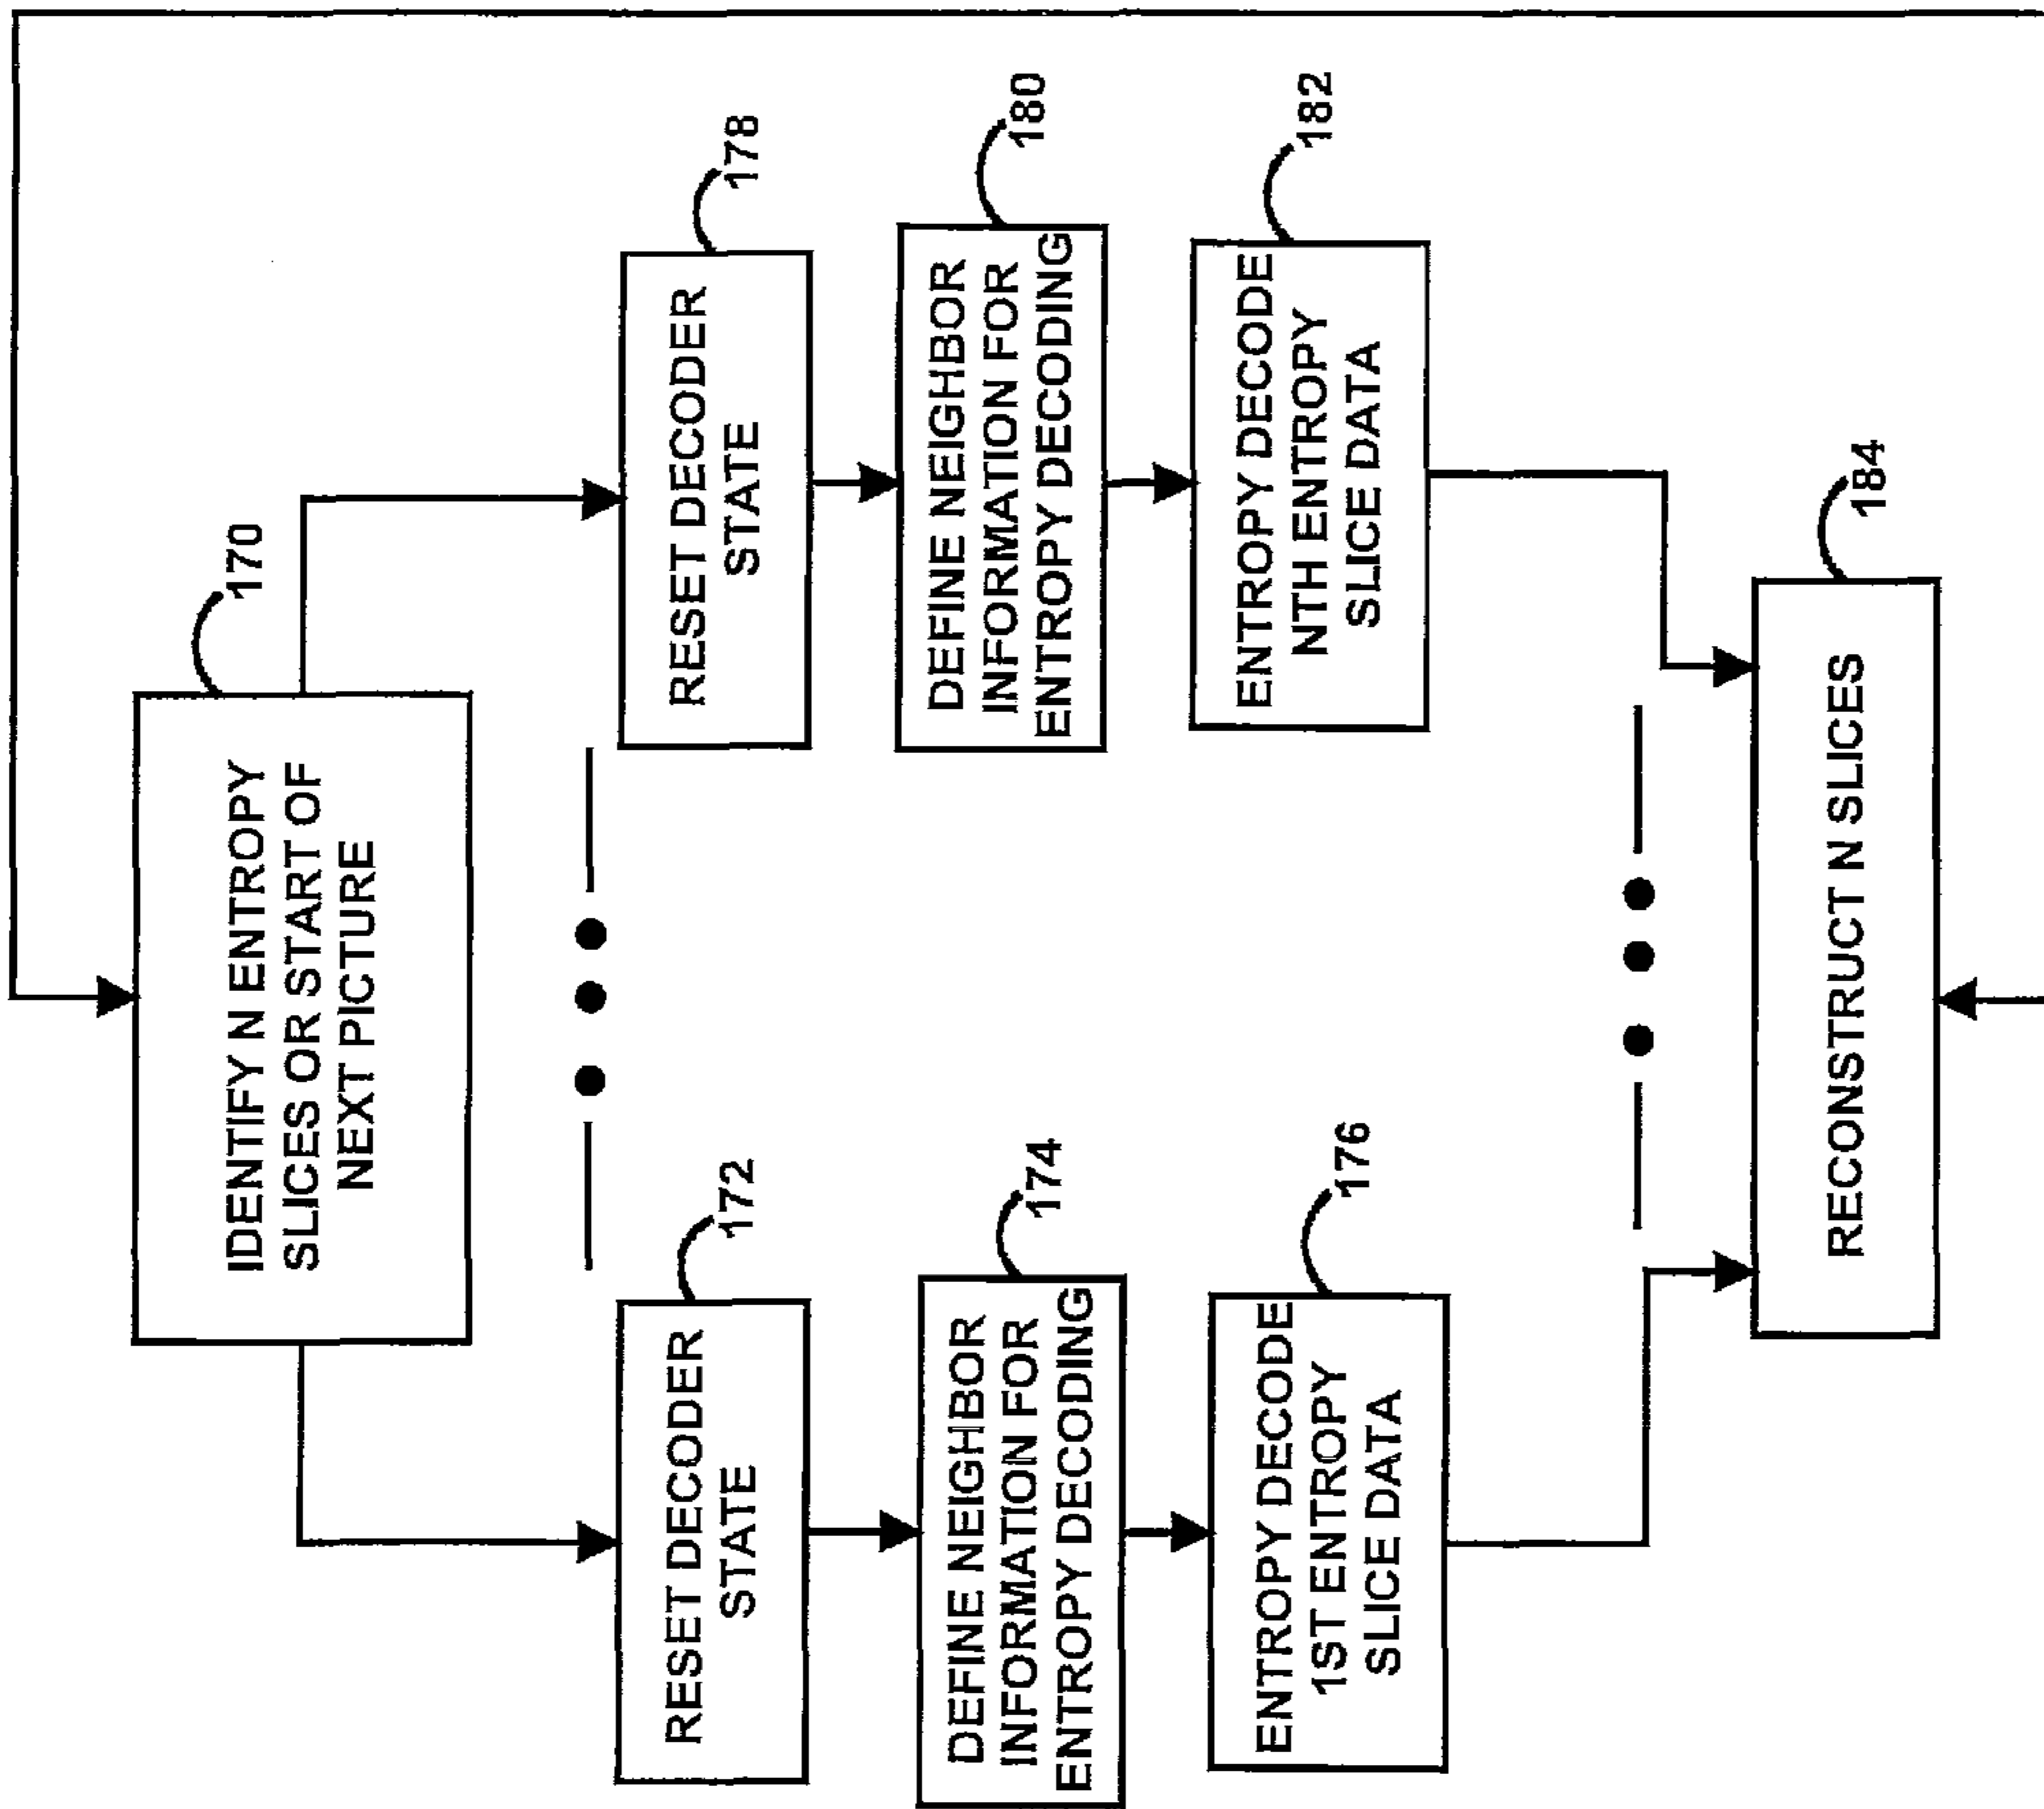 170
IDENTIFY N ENTROPY
SLICES OR START OF
NEXT PICTURE
172
RESET DECODER
STATE
174
DEFINE NEIGHBOR
INFORMATION FOR
ENTROPY DECODING
176
ENTROPY DECODE
1ST ENTROPY
SLICE DATA
178
RESET DECODER
STATE
180
DEFINE NEIGHBOR
INFORMATION FOR
ENTROPY DECODING
182
ENTROPY DECODE
NTH ENTROPY
SLICE DATA
184
RECONSTRUCT N SLICES